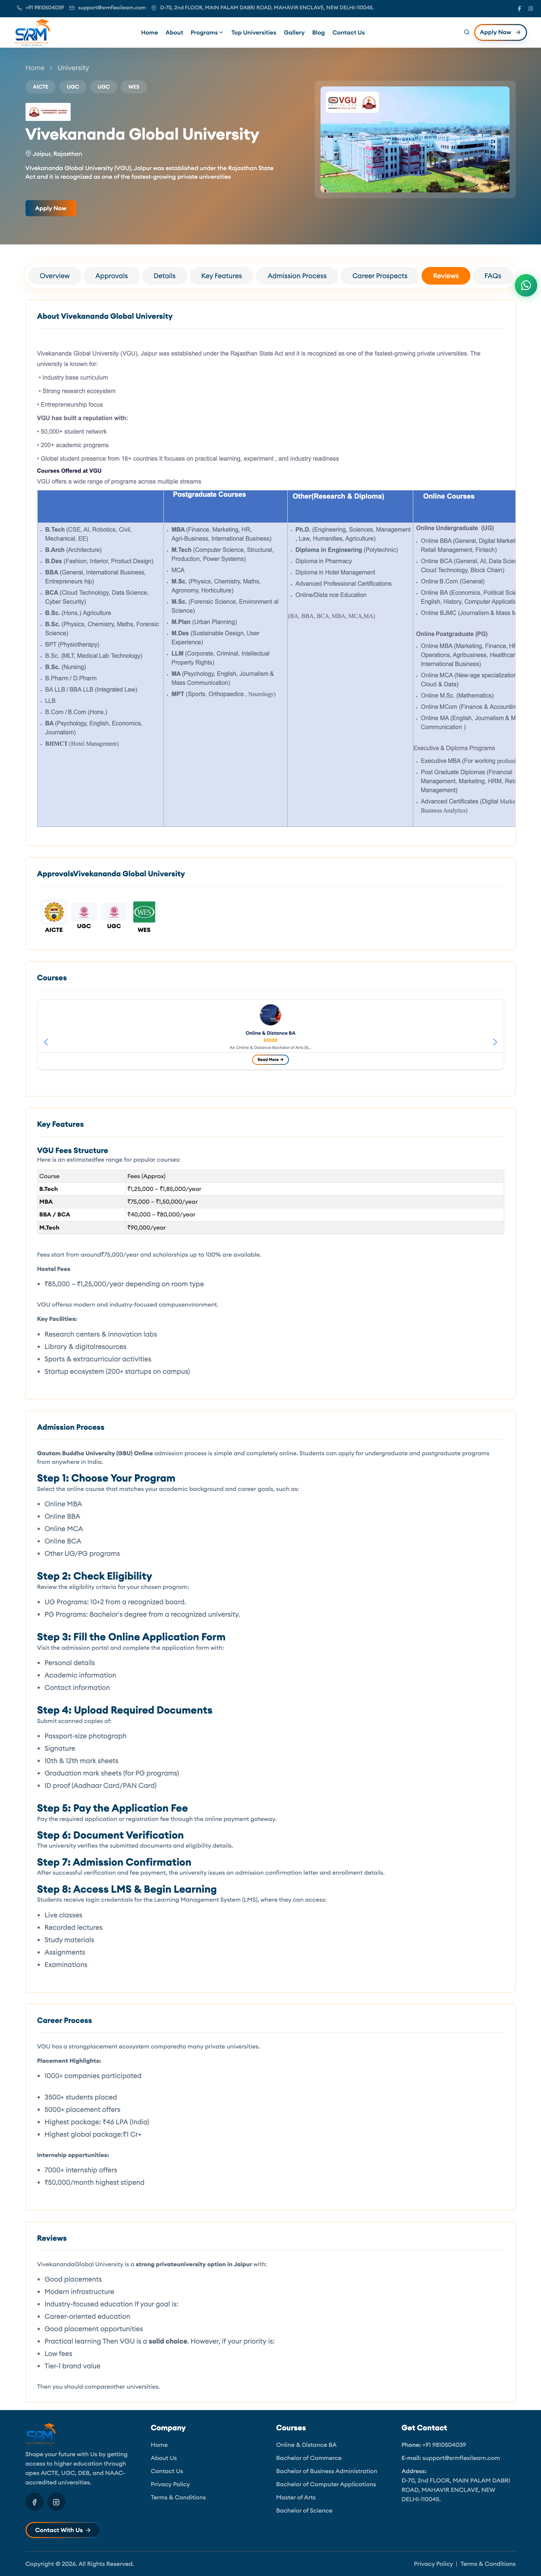 +91 9810504039 support@srmflexilearn.com D-70, 2nd FLOOR, MAIN PALAM DABRI ROAD, MAHAVIR ENCLAVE, NEW DELHI-110045.
SRM
Home About Programs Top Universities Gallery Blog Contact Us Apply Now →
Home > University
AICTE UGC UGC WES
Vivekananda Global University
VGU
Jaipur, Rajasthan
Vivekananda Global University (VGU), Jaipur was established under the Rajasthan State
Act and it is recognized as one of the fastest-growing private universities
Apply Now
Overview Approvals Details Key Features Admission Process Career Prospects Reviews FAQs
About Vivekananda Global University
Vivekananda Global University (VGU), Jaipur was established under the Rajasthan State Act and it is recognized as one of the fastest-growing private universities. The
university is known for:
• Industry base curriculum
• Strong research ecosystem
• Entrepreneurship focus
VGU has built a reputation with:
• 50,000+ student network
• 200+ academic programs
• Global student presence from 16+ countries It focuses on practical learning, experiment , and industry readiness
Courses Offered at VGU
VGU offers a wide range of programs across multiple streams
Postgraduate Courses
Other(Research & Diploma)
Online Courses
B.Tech (CSE, AI, Robotics, Civil,
Mechanical, EE)
B.Arch (Architecture)
B.Des (Fashion, Interior, Product Design)
BBA (General, International Business,
Entrepreneurs hip)
BCA (Cloud Technology, Data Science,
Cyber Security)
B.Sc. (Hons.) Agriculture
B.Sc. (Physics, Chemistry, Maths, Forensic
Science)
BPT (Physiotherapy)
B.Sc. (MLT, Medical Lab Technology)
B.Sc. (Nursing)
B.Pharm / D.Pharm
BA LLB / BBA LLB (Integrated Law)
LLB
B.Com / B.Com (Hons.)
BA (Psychology, English, Economics,
Journalism)
BHMCT (Hotel Management)
MBA (Finance, Marketing, HR,
Agri-Business, International Business)
M.Tech (Computer Science, Structural,
Production, Power Systems)
MCA
M.Sc. (Physics, Chemistry, Maths,
Agronomy, Horticulture)
M.Sc. (Forensic Science, Environment al
Science)
M.Plan (Urban Planning)
M.Des (Sustainable Design, User
Experience)
LLM (Corporate, Criminal, Intellectual
Property Rights)
MA (Psychology, English, Journalism &
Mass Communication)
MPT (Sports, Orthopaedics , Neurology)
Ph.D. (Engineering, Sciences, Management
, Law, Humanities, Agriculture)
Diploma in Engineering (Polytechnic)
Diploma in Pharmacy
Diploma in Hotel Management
Advanced Professional Certifications
Online/Dista nce Education
(BA, BBA, BCA, MBA, MCA,MA)
Online Undergraduate (UG)
Online BBA (General, Digital Market
Retail Management, Fintech)
Online BCA (General, AI, Data Scien
Cloud Technology, Block Chain)
Online B.Com (General)
Online BA (Economics, Political Scie
English, History, Computer Applicatio
Online BJMC (Journalism & Mass M
Online Postgraduate (PG)
Online MBA (Marketing, Finance, HF
Operations, Agribusiness, Healthcare
International Business)
Online MCA (New-age specialization
Cloud & Data)
Online M.Sc. (Mathematics)
Online MCom (Finance & Accountin
Online MA (English, Journalism & M
Communication )
Executive & Diploma Programs
Executive MBA (For working professi
Post Graduate Diplomas (Financial
Management, Marketing, HRM, Reta
Management)
Advanced Certificates (Digital Marke
Business Analytics)
ApprovalsVivekananda Global University
WES
AICTE UGC UGC WES
Courses
Online & Distance BA
An Online & Distance Bachelor of Arts (B...
Read More →
Key Features
VGU Fees Structure
Here is an estimatedfee range for popular courses:
Course Fees (Approx)
B.Tech ₹1,25,000 – ₹1,85,000/year
MBA ₹75,000 – ₹1,50,000/year
BBA / BCA ₹40,000 – ₹80,000/year
M.Tech ₹90,000/year
Fees start from around₹75,000/year and scholarships up to 100% are available.
Hostel Fees
• ₹85,000 – ₹1,25,000/year depending on room type
VGU offersa modern and industry-focused campusenvironment.
Key Facilities:
• Research centers & innovation labs
• Library & digitalresources
• Sports & extracurricular activities
• Startup ecosystem (200+ startups on campus)
Admission Process
Gautam Buddha University (GBU) Online admission process is simple and completely online. Students can apply for undergraduate and postgraduate programs
from anywhere in India.
Step 1: Choose Your Program
Select the online course that matches your academic background and career goals, such as:
• Online MBA
• Online BBA
• Online MCA
• Online BCA
• Other UG/PG programs
Step 2: Check Eligibility
Review the eligibility criteria for your chosen program:
• UG Programs: 10+2 from a recognized board.
• PG Programs: Bachelor's degree from a recognized university.
Step 3: Fill the Online Application Form
Visit the admission portal and complete the application form with:
• Personal details
• Academic information
• Contact information
Step 4: Upload Required Documents
Submit scanned copies of:
• Passport-size photograph
• Signature
• 10th & 12th mark sheets
• Graduation mark sheets (for PG programs)
• ID proof (Aadhaar Card/PAN Card)
Step 5: Pay the Application Fee
Pay the required application or registration fee through the online payment gateway.
Step 6: Document Verification
The university verifies the submitted documents and eligibility details.
Step 7: Admission Confirmation
After successful verification and fee payment, the university issues an admission confirmation letter and enrollment details.
Step 8: Access LMS & Begin Learning
Students receive login credentials for the Learning Management System (LMS), where they can access:
• Live classes
• Recorded lectures
• Study materials
• Assignments
• Examinations
Career Process
VGU has a strongplacement ecosystem comparedto many private universities.
Placement Highlights:
• 1000+ companies participated
• 3500+ students placed
• 5000+ placement offers
• Highest package: ₹46 LPA (India)
• Highest global package:₹1 Cr+
Internship opportunities:
• 7000+ internship offers
• ₹50,000/month highest stipend
Reviews
VivekanandaGlobal University is a strong privateuniversity option in Jaipur with:
• Good placements
• Modern infrastructure
• Industry-focused education If your goal is:
• Career-oriented education
• Good placement opportunities
• Practical learning Then VGU is a solid choice. However, if your priority is:
• Low fees
• Tier-1 brand value
Then you should compareother universities.
SRM
Shape your future with Us by getting
access to higher education through
apex AICTE, UGC, DEB, and NAAC-
accredited universities.
Contact With Us →
Company
Home
About Us
Contact Us
Privacy Policy
Terms & Conditions
Courses
Online & Distance BA
Bachelor of Commerce
Bachelor of Business Administration
Bachelor of Computer Applications
Master of Arts
Bachelor of Science
Get Contact
Phone: +91 9810504039
E-mail: support@srmflexilearn.com
Address:
D-70, 2nd FLOOR, MAIN PALAM DABRI
ROAD, MAHAVIR ENCLAVE, NEW
DELHI-110045.
Copyright © 2026. All Rights Reserved.
Privacy Policy | Terms & Conditions